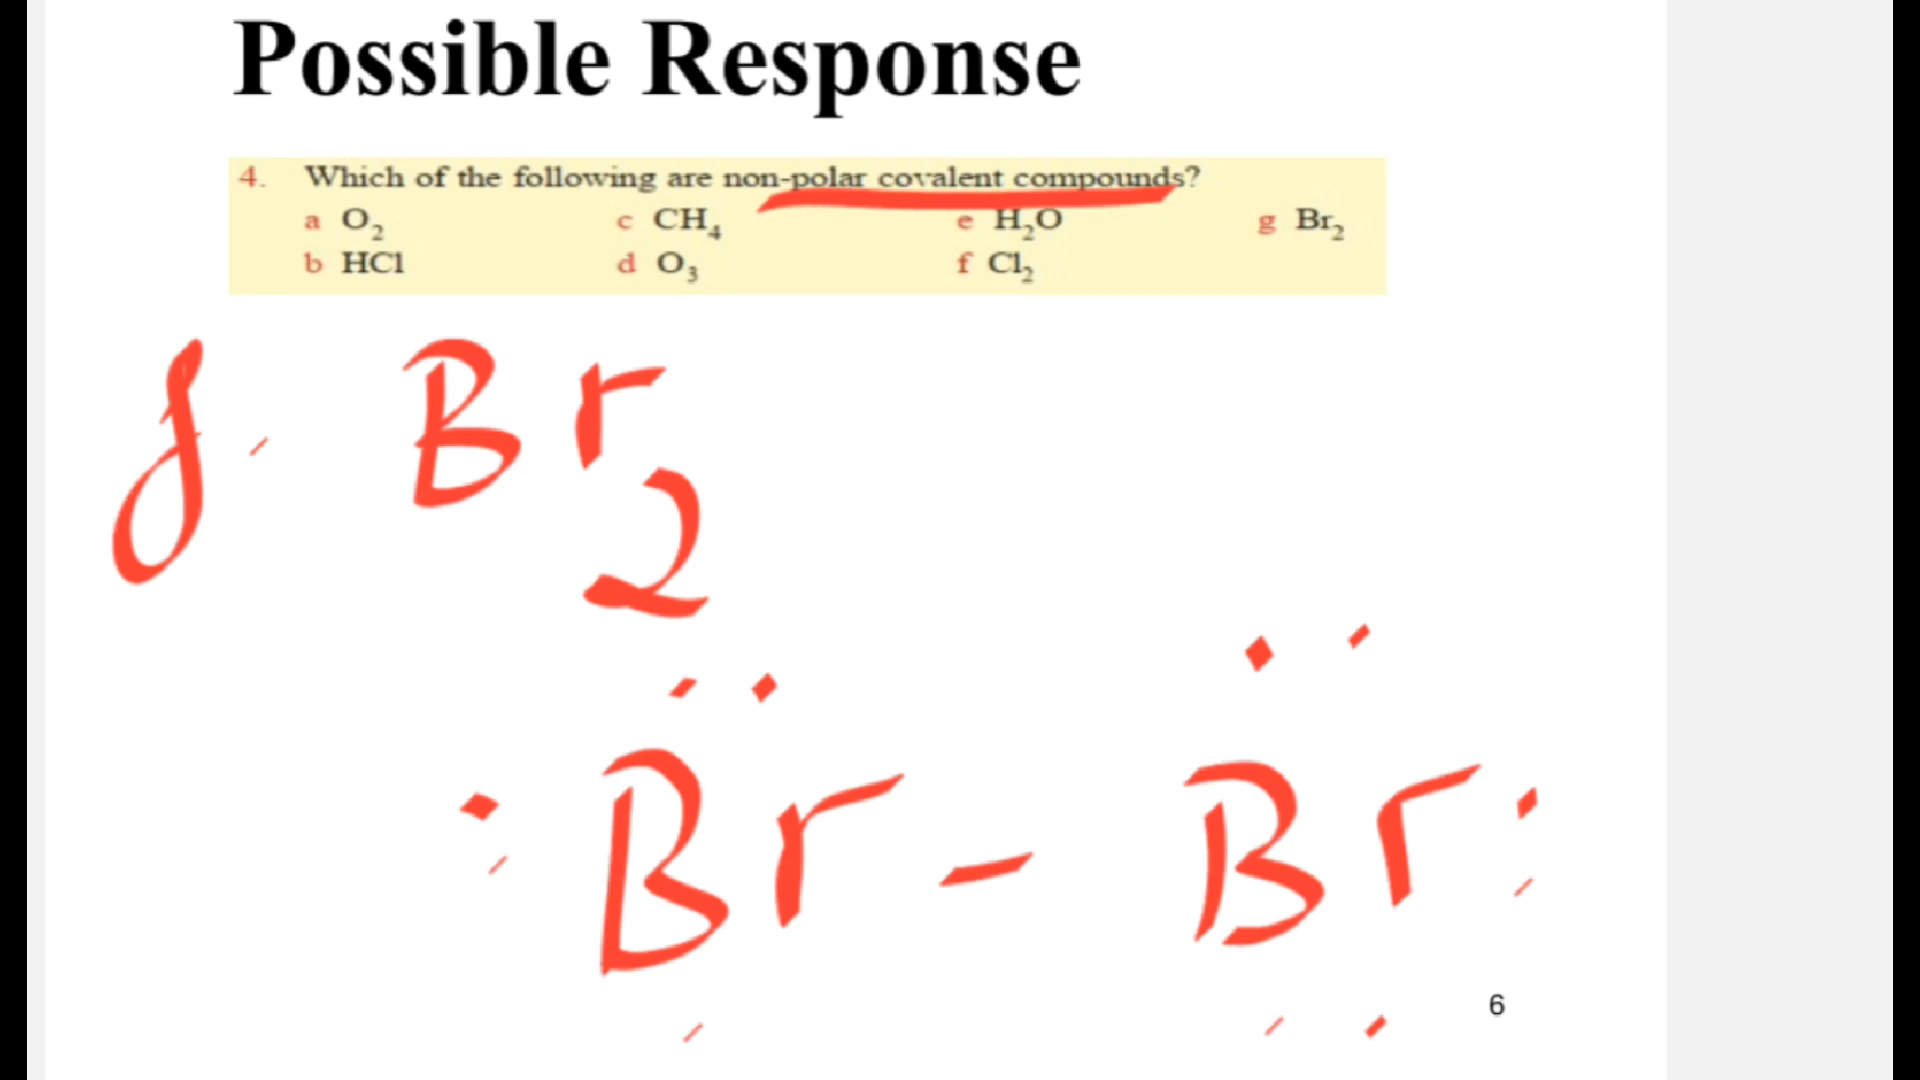 Possible Response
4. Which of the following are non-polar covalent compounds?
a O₂ c CH₄ e H₂O g Br₂
b HCl d O₃ f Cl₂
g. Br₂
Br - Br
6